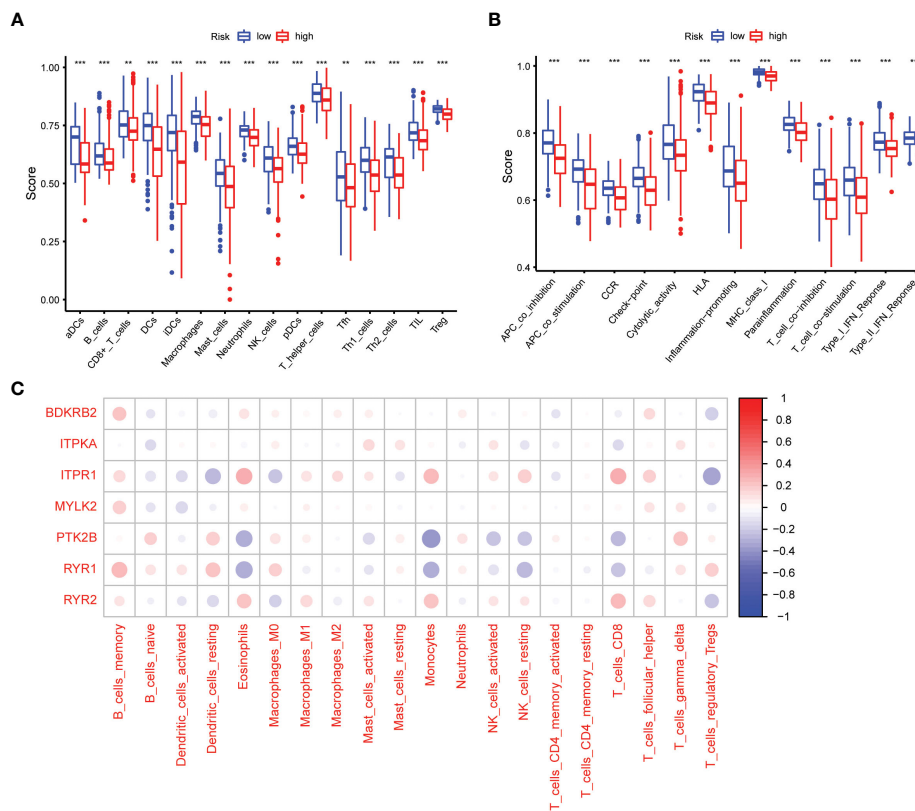 A
Risk low high
*** *** ** *** *** *** *** *** *** *** *** ** ** *** *** ***
1.00
0.75
0.50
0.25
0.00
Score
aDCs
B_cells
CD8+_T_cells
DCs
iDCs
Macrophages
Mast_cells
Neutrophils
NK_cells
pDCs
T_helper_cells
Tfh
Th1_cells
Th2_cells
TIL
Treg
B
Risk low high
*** *** *** *** *** *** *** *** *** *** *** ***
1.0
0.8
0.6
0.4
Score
APC_co_inhibition
APC_co_stimulation
CCR
Check-point
Cytolytic_activity
HLA
Inflammation-promoting
MHC_class_I
Parainflammation
T_cell_co-inhibition
T_cell_co-stimulation
Type_I_IFN_Reponse
Type_II_IFN_Reponse
C
BDKRB2
ITPKA
ITPR1
MYLK2
PTK2B
RYR1
RYR2
1
0.8
0.6
0.4
0.2
0
−0.2
−0.4
−0.6
−0.8
−1
B_cells_memory
B_cells_naive
Dendritic_cells_activated
Dendritic_cells_resting
Eosinophils
Macrophages_M0
Macrophages_M1
Macrophages_M2
Mast_cells_activated
Mast_cells_resting
Monocytes
Neutrophils
NK_cells_activated
NK_cells_resting
T_cells_CD4_memory_activated
T_cells_CD4_memory_resting
T_cells_CD8
T_cells_follicular_helper
T_cells_gamma_delta
T_cells_regulatory_Tregs